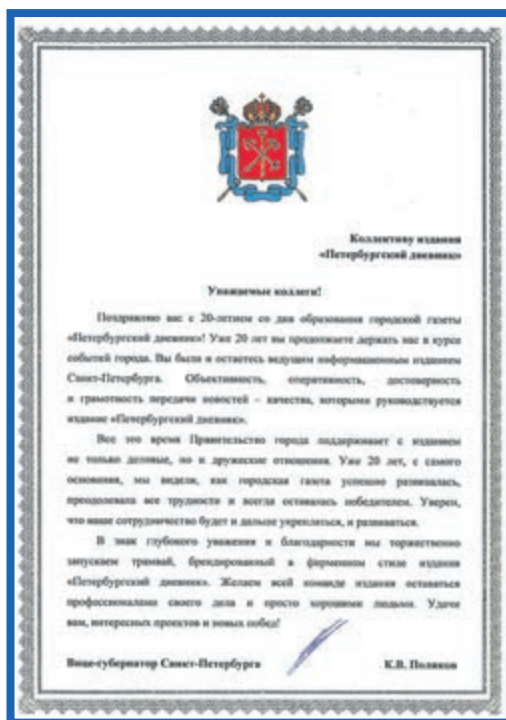 Коллективу издания
«Петербургский дневник»
Уважаемые коллеги!
Поздравляю вас с 20-летием со дня образования городской газеты
«Петербургский дневник»! Уже 20 лет вы продолжаете держать нас в курсе
событий города. Вы были и остаетесь ведущим информационным изданием
Санкт-Петербурга. Объективность, оперативность, достоверность
и грамотность передачи новостей – качества, которыми руководствуется
издание «Петербургский дневник».
Все это время Правительство города поддерживает с изданием
не только деловые, но и дружеские отношения. Уже 20 лет, с самого
основания, мы видели, как городская газета успешно развивалась,
преодолевала все трудности и всегда оставалась победителем. Уверен,
что наше сотрудничество будет и дальше укрепляться, и развиваться.
В знак глубокого уважения и благодарности мы торжественно
запускаем трамвай, брендированный в фирменном стиле издания
«Петербургский дневник». Желаем всей команде издания оставаться
профессионалами своего дела и просто хорошими людьми. Удачи
вам, интересных проектов и новых побед!
Вице-губернатор Санкт-Петербурга К.В. Поляков